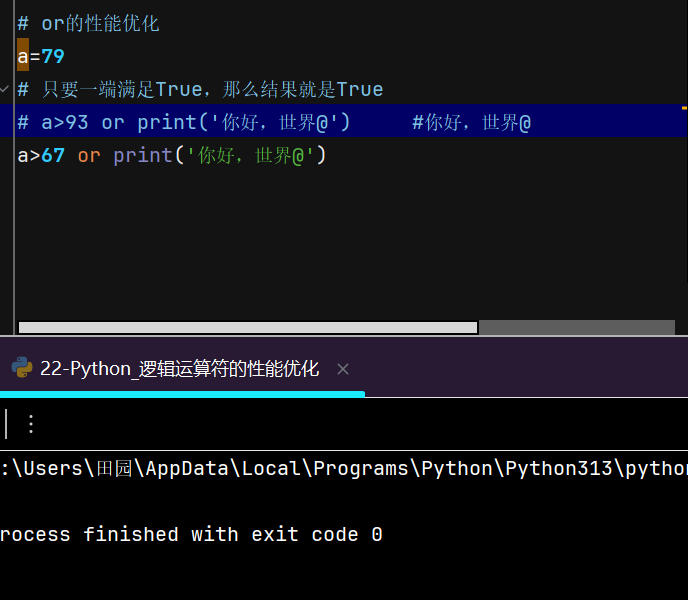 # or的性能优化
a=79
# 只要一端满足True，那么结果就是True
# a>93 or print('你好，世界@')     #你好，世界@
a>67 or print('你好，世界@')
22-Python_逻辑运算符的性能优化
:\Users\田园\AppData\Local\Programs\Python\Python313\pytho
rocess finished with exit code 0